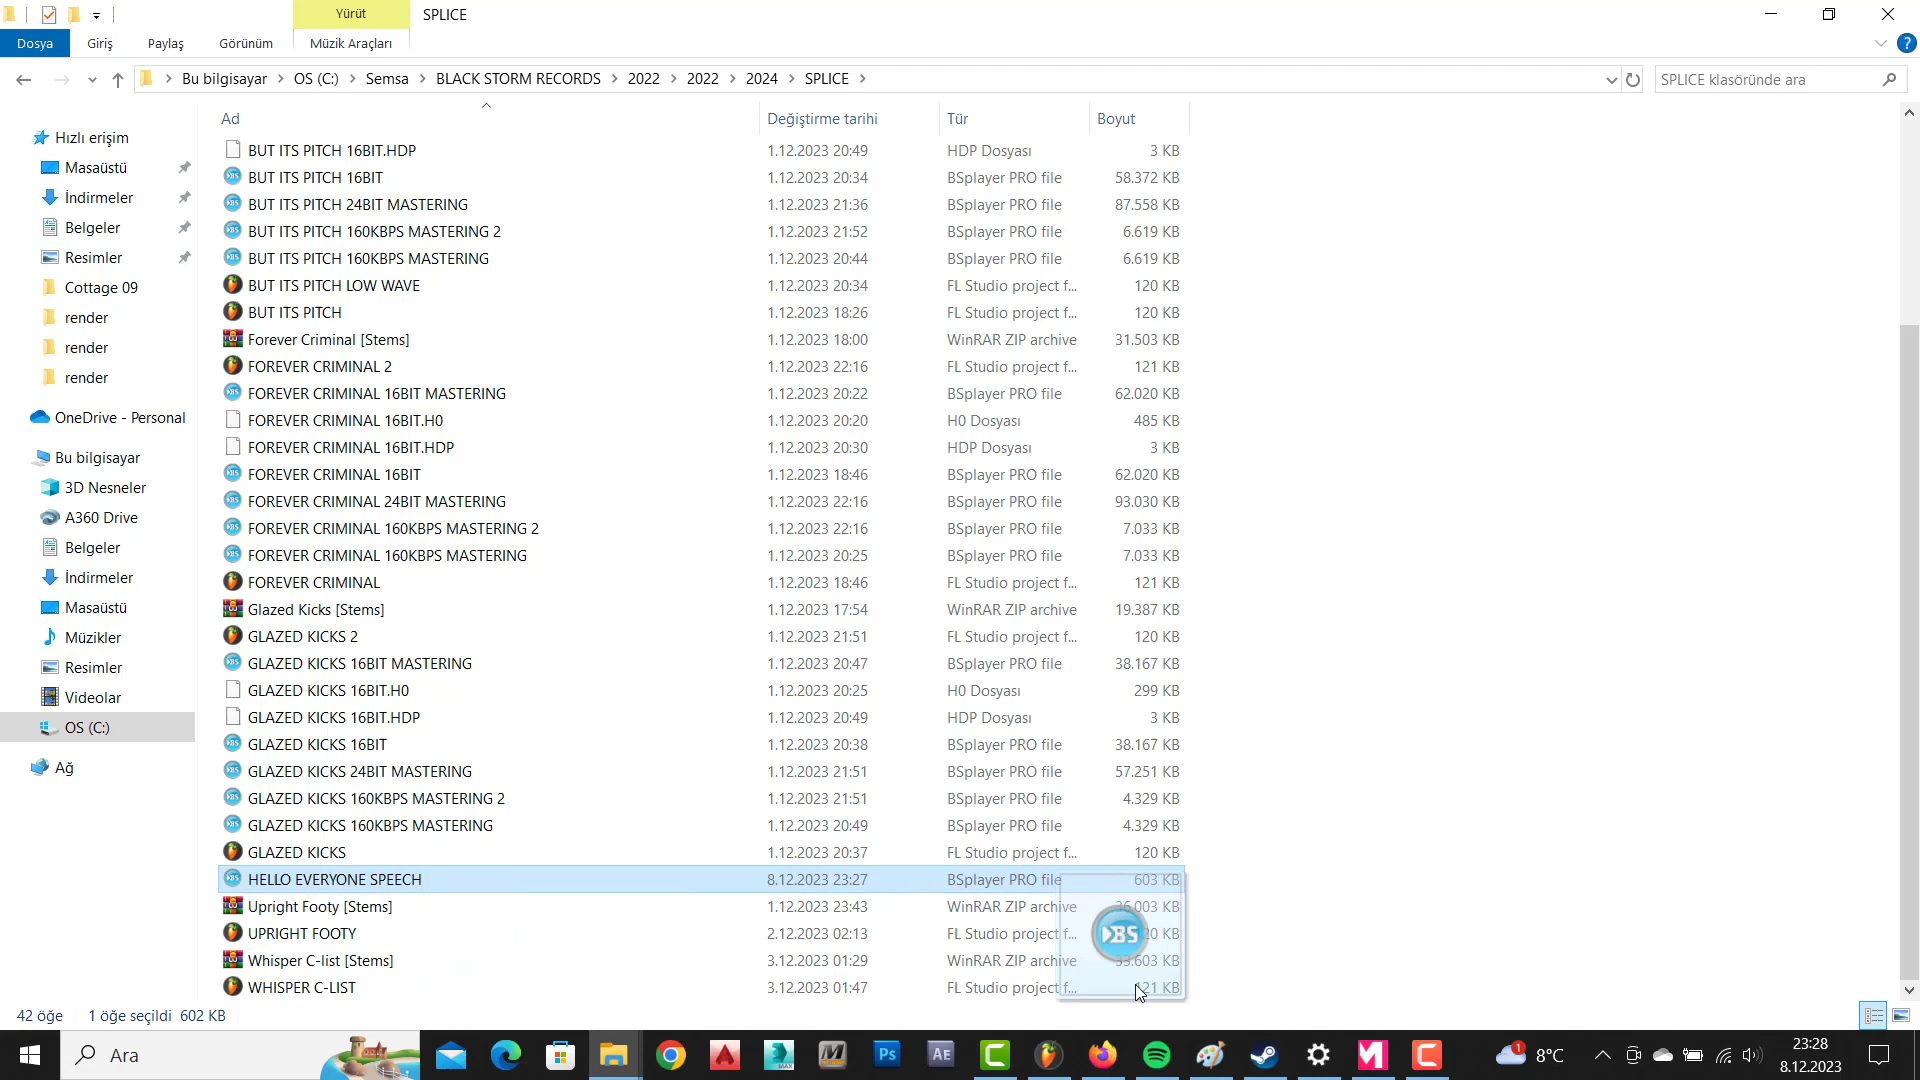 Yürüt
SPLICE
Dosya
Giriş
Paylaş
Görünüm
Müzik Araçları
Bu bilgisayar
OS (C:)
Semsa
BLACK STORM RECORDS
2022
2022
2024
SPLICE
SPLICE klasöründe ara
Ad
Değiştirme tarihi
Tür
Boyut
Hızlı erişim
Masaüstü
İndirmeler
Belgeler
Resimler
Cottage 09
render
render
render
OneDrive - Personal
Bu bilgisayar
3D Nesneler
A360 Drive
Belgeler
İndirmeler
Masaüstü
Müzikler
Resimler
Videolar
OS (C:)
Ağ
BUT ITS PITCH 16BIT.HDP 1.12.2023 20:49 HDP Dosyası 3 KB
BUT ITS PITCH 16BIT 1.12.2023 20:34 BSplayer PRO file 58.372 KB
BUT ITS PITCH 24BIT MASTERING 1.12.2023 21:36 BSplayer PRO file 87.558 KB
BUT ITS PITCH 160KBPS MASTERING 2 1.12.2023 21:52 BSplayer PRO file 6.619 KB
BUT ITS PITCH 160KBPS MASTERING 1.12.2023 20:44 BSplayer PRO file 6.619 KB
BUT ITS PITCH LOW WAVE 1.12.2023 20:34 FL Studio project f... 120 KB
BUT ITS PITCH 1.12.2023 18:26 FL Studio project f... 120 KB
Forever Criminal [Stems] 1.12.2023 18:00 WinRAR ZIP archive 31.503 KB
FOREVER CRIMINAL 2 1.12.2023 22:16 FL Studio project f... 121 KB
FOREVER CRIMINAL 16BIT MASTERING 1.12.2023 20:22 BSplayer PRO file 62.020 KB
FOREVER CRIMINAL 16BIT.H0 1.12.2023 20:20 H0 Dosyası 485 KB
FOREVER CRIMINAL 16BIT.HDP 1.12.2023 20:30 HDP Dosyası 3 KB
FOREVER CRIMINAL 16BIT 1.12.2023 18:46 BSplayer PRO file 62.020 KB
FOREVER CRIMINAL 24BIT MASTERING 1.12.2023 22:16 BSplayer PRO file 93.030 KB
FOREVER CRIMINAL 160KBPS MASTERING 2 1.12.2023 22:16 BSplayer PRO file 7.033 KB
FOREVER CRIMINAL 160KBPS MASTERING 1.12.2023 20:25 BSplayer PRO file 7.033 KB
FOREVER CRIMINAL 1.12.2023 18:46 FL Studio project f... 121 KB
Glazed Kicks [Stems] 1.12.2023 17:54 WinRAR ZIP archive 19.387 KB
GLAZED KICKS 2 1.12.2023 21:51 FL Studio project f... 120 KB
GLAZED KICKS 16BIT MASTERING 1.12.2023 20:47 BSplayer PRO file 38.167 KB
GLAZED KICKS 16BIT.H0 1.12.2023 20:25 H0 Dosyası 299 KB
GLAZED KICKS 16BIT.HDP 1.12.2023 20:49 HDP Dosyası 3 KB
GLAZED KICKS 16BIT 1.12.2023 20:38 BSplayer PRO file 38.167 KB
GLAZED KICKS 24BIT MASTERING 1.12.2023 21:51 BSplayer PRO file 57.251 KB
GLAZED KICKS 160KBPS MASTERING 2 1.12.2023 21:51 BSplayer PRO file 4.329 KB
GLAZED KICKS 160KBPS MASTERING 1.12.2023 20:49 BSplayer PRO file 4.329 KB
GLAZED KICKS 1.12.2023 20:37 FL Studio project f... 120 KB
HELLO EVERYONE SPEECH 8.12.2023 23:27 BSplayer PRO file 603 KB
Upright Footy [Stems] 1.12.2023 23:43 WinRAR ZIP archive 36.003 KB
UPRIGHT FOOTY 2.12.2023 02:13 FL Studio project f... KB
Whisper C-list [Stems] 3.12.2023 01:29 WinRAR ZIP archive KB
WHISPER C-LIST 3.12.2023 01:47 FL Studio project f... KB
BS
42 öğe
1 öğe seçildi 602 KB
Ara
Ps
AE
1
8°C
23:28
8.12.2023